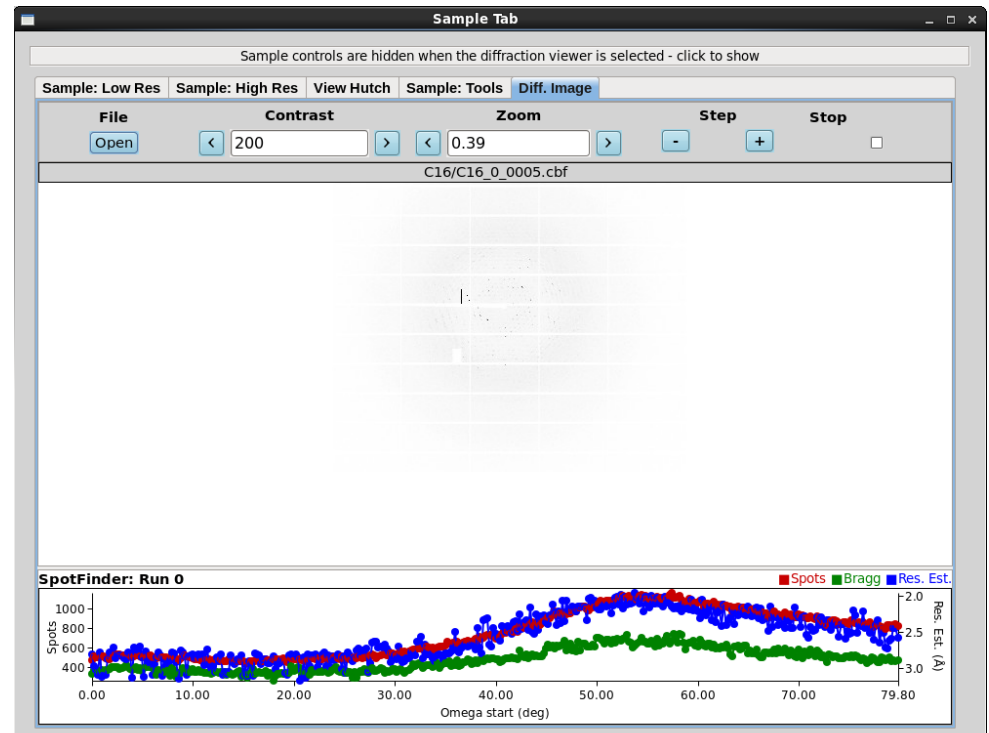 Sample Tab
Sample controls are hidden when the diffraction viewer is selected - click to show
Sample: Low Res Sample: High Res View Hutch Sample: Tools Diff. Image
File Contrast Zoom Step Stop
Open < 200 > < 0.39 > - +
C16/C16_0_0005.cbf
SpotFinder: Run 0 Spots Bragg Res. Est.
1000
800
600
400
Spots
2.0
2.5
3.0
Res. Est. (Å)
0.00 10.00 20.00 30.00 40.00 50.00 60.00 70.00 79.80
Omega start (deg)